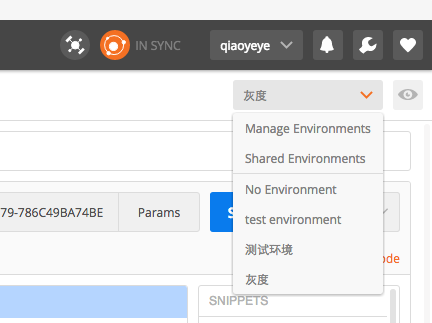 IN SYNC
qiaoyeye
灰度
Manage Environments
Shared Environments
79-786C49BA74BE
Params
No Environment
test environment
测试环境
灰度
SNIPPETS